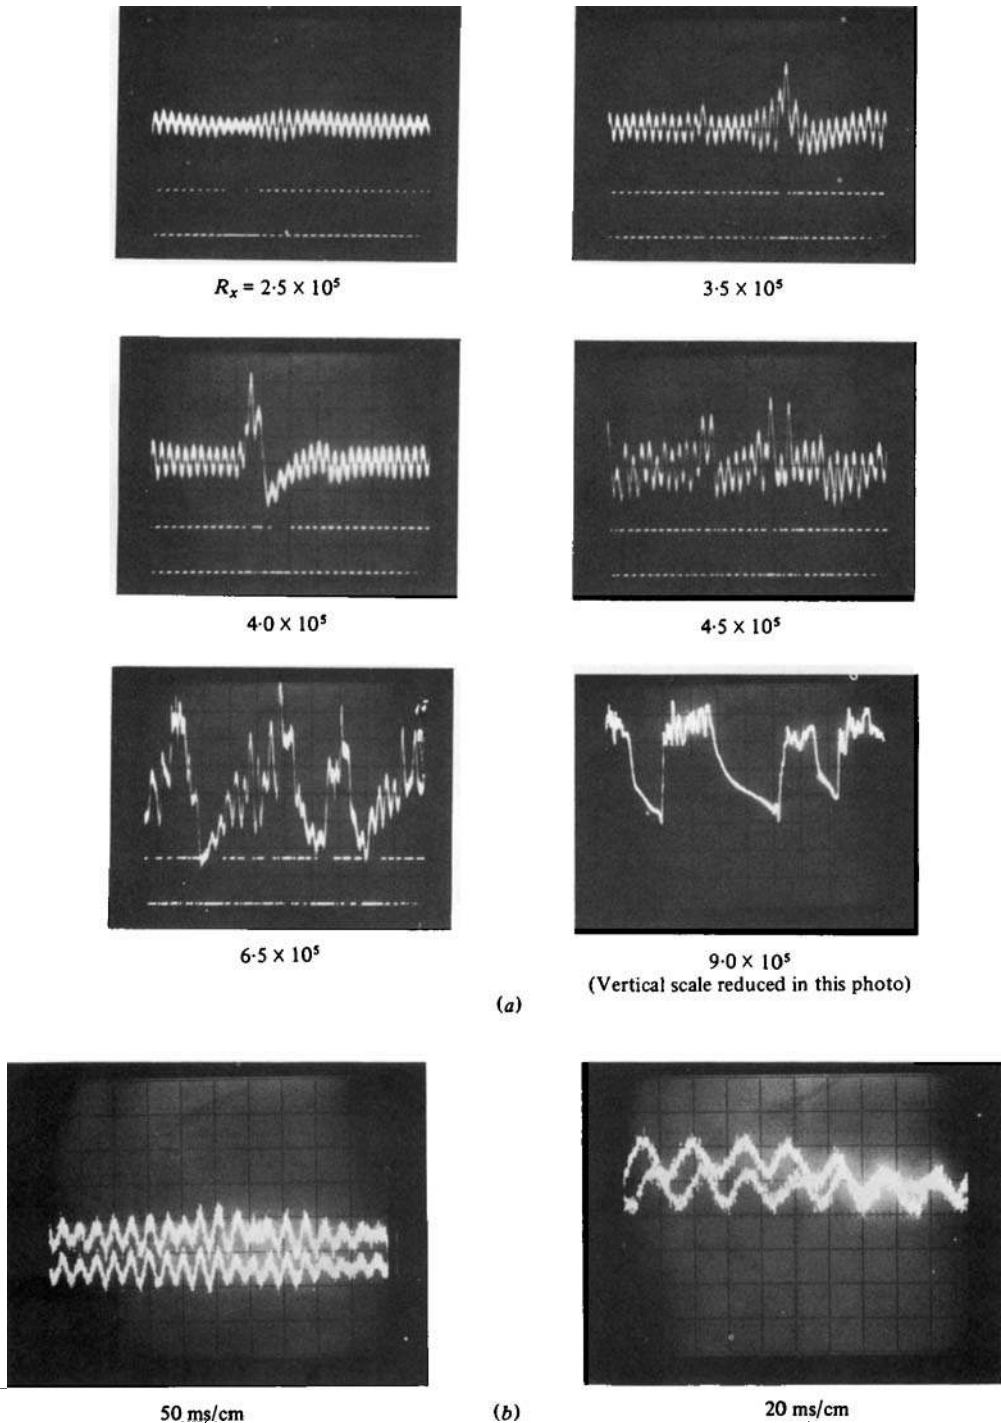 Rₓ = 2·5 × 10⁵
3·5 × 10⁵
4·0 × 10⁵
4·5 × 10⁵
6·5 × 10⁵
9·0 × 10⁵
(Vertical scale reduced in this photo)
(a)
50 ms/cm
(b)
20 ms/cm